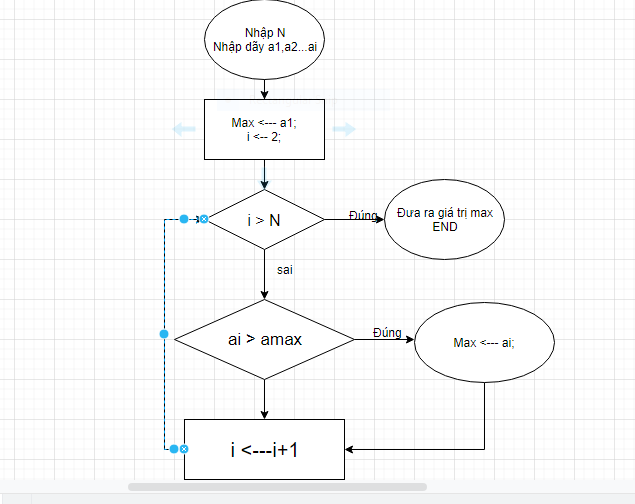 Nhập N
Nhập dãy a1,a2...ai
Max <--- a1;
i <-- 2;
i > N
Đúng
Đưa ra giá trị max
END
sai
ai > amax
Đúng
Max <--- ai;
i <---i+1